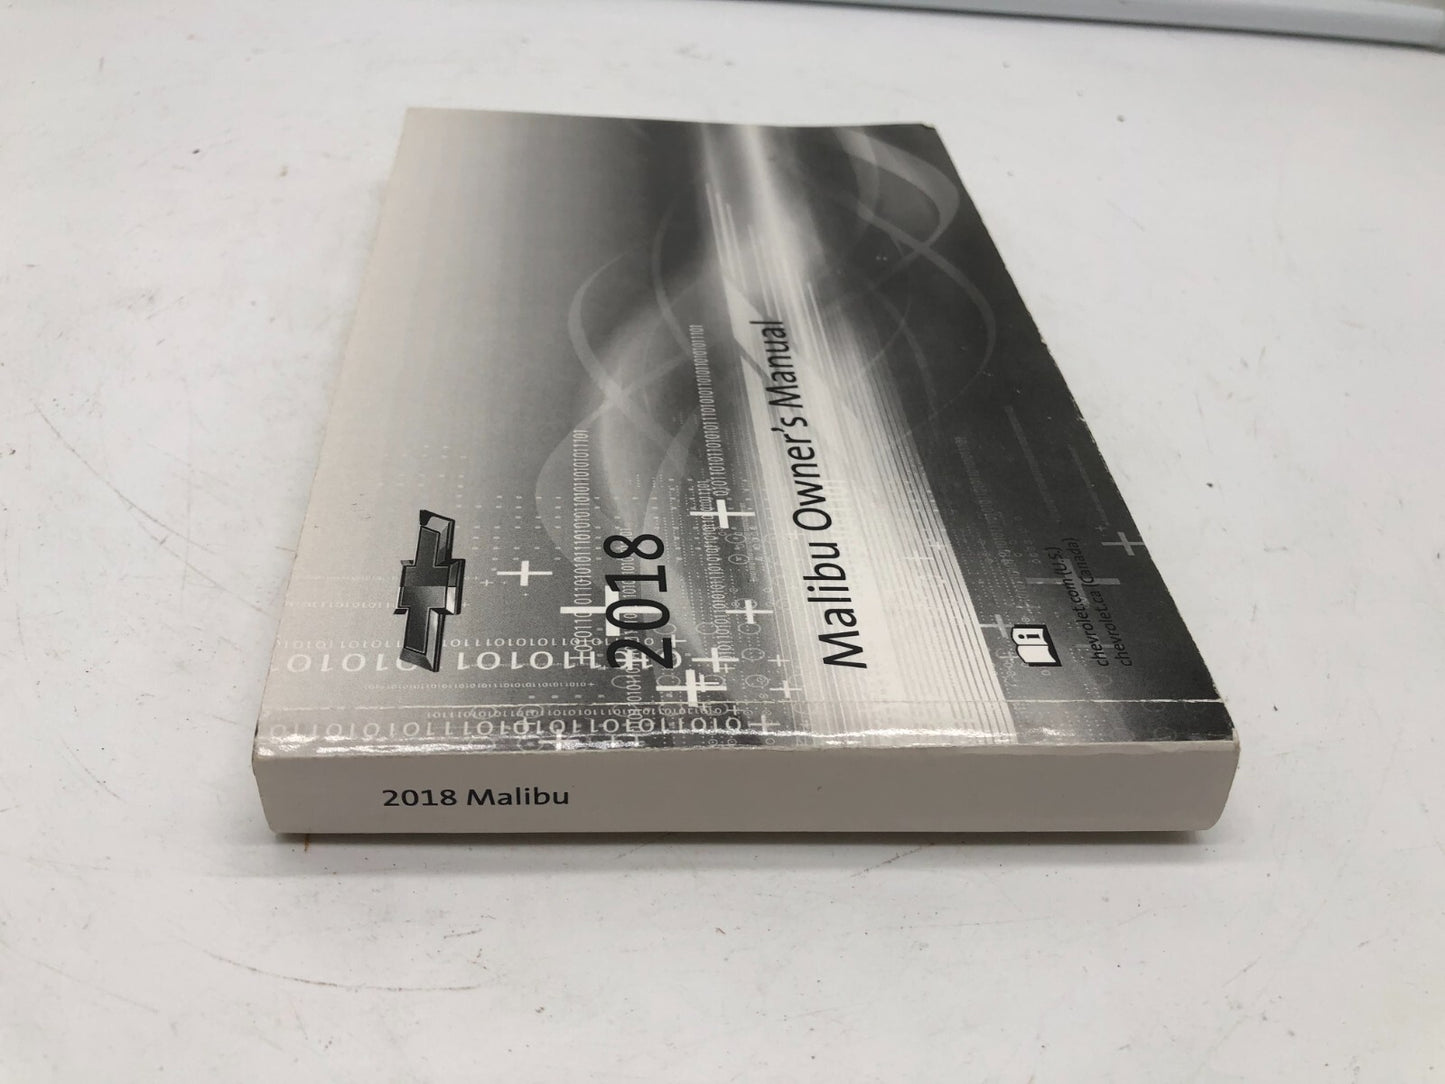 2018
Malibu Owner's Manual
chevrolet.com (U.S.)
chevrolet.ca (Canada)
2018 Malibu